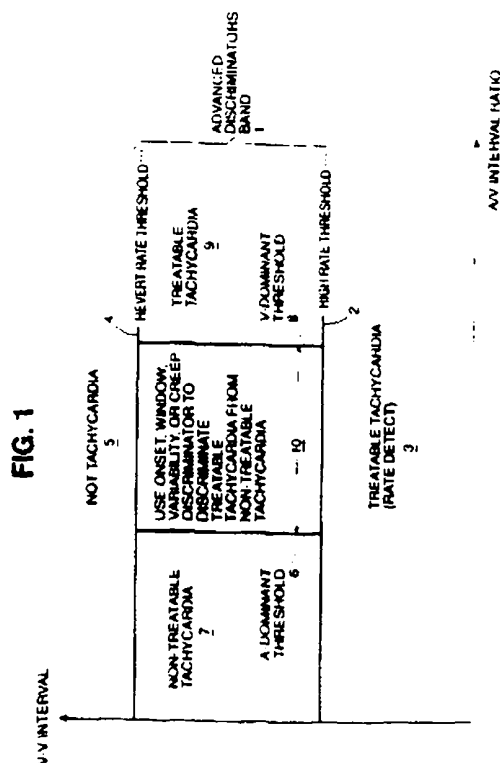 FIG. 1
V-V INTERVAL
NOT TACHYCARDIA
5
4
REVERT RATE THRESHOLD
NON-TREATABLE
TACHYCARDIA
7
A DOMINANT
THRESHOLD
6
USE ONSET, WINDOW,
VARIABILITY, OR CREEP
DISCRIMINATOR TO
DISCRIMINATE
TREATABLE
TACHYCARDIA FROM
NON-TREATABLE
TACHYCARDIA
10
TREATABLE
TACHYCARDIA
9
V-DOMINANT
THRESHOLD
8
ADVANCED
DISCRIMINATORS
BAND
1
HIGH RATE THRESHOLD
2
TREATABLE TACHYCARDIA
(RATE DETECT)
3
A/V INTERVAL RATIO